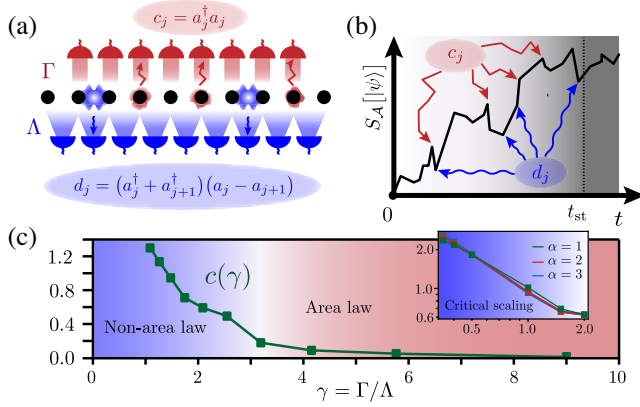 (a)
c_j = a_j^† a_j
Γ
Λ
d_j = (a_j^† + a_{j+1}^†)(a_j − a_{j+1})
(b)
S_𝒜[|ψ⟩]
c_j
d_j
0
t_st
t
(c)
1.2
0.8
0.4
0.0
c(γ)
Non-area law
Area law
2.0
1.0
0.6
α = 1
α = 2
α = 3
Critical scaling
0.5
1.0
2.0
0
2
4
6
8
10
γ = Γ/Λ